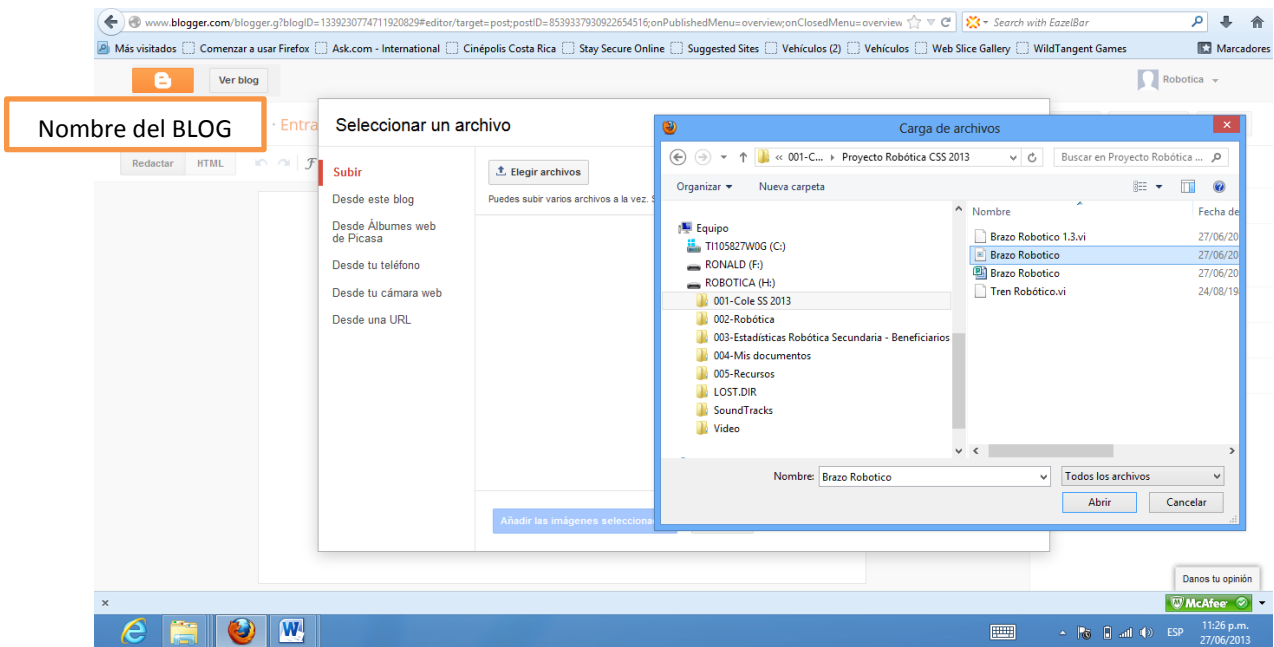 www.blogger.com/blogger.g?blogID=1339230774711920829#editor/target=post;postID=8539337930922654516;onPublishedMenu=overview;onClosedMenu=overview
Search with EazelBar
Más visitados Comenzar a usar Firefox Ask.com - International Cinépolis Costa Rica Stay Secure Online Suggested Sites Vehículos (2) Vehículos Web Slice Gallery WildTangent Games Marcadores
Ver blog
Robotica
Nombre del BLOG
· Entra
Redactar HTML
Seleccionar un archivo
Subir
Desde este blog
Desde Álbumes web
de Picasa
Desde tu teléfono
Desde tu cámara web
Desde una URL
Elegir archivos
Puedes subir varios archivos a la vez. S
Añadir las imágenes selecciona
Carga de archivos
« 001-C... Proyecto Robótica CSS 2013
Buscar en Proyecto Robótica ...
Organizar Nueva carpeta
Equipo
TI105827W0G (C:)
RONALD (F:)
ROBOTICA (H:)
001-Cole SS 2013
002-Robótica
003-Estadísticas Robótica Secundaria - Beneficiarios
004-Mis documentos
005-Recursos
LOST.DIR
SoundTracks
Video
Nombre Fecha de
Brazo Robotico 1.3.vi 27/06/20
Brazo Robotico 27/06/20
Brazo Robotico 27/06/20
Tren Robótico.vi 24/08/19
Nombre: Brazo Robotico
Todos los archivos
Abrir Cancelar
Danos tu opinión
McAfee
ESP
11:26 p.m.
27/06/2013